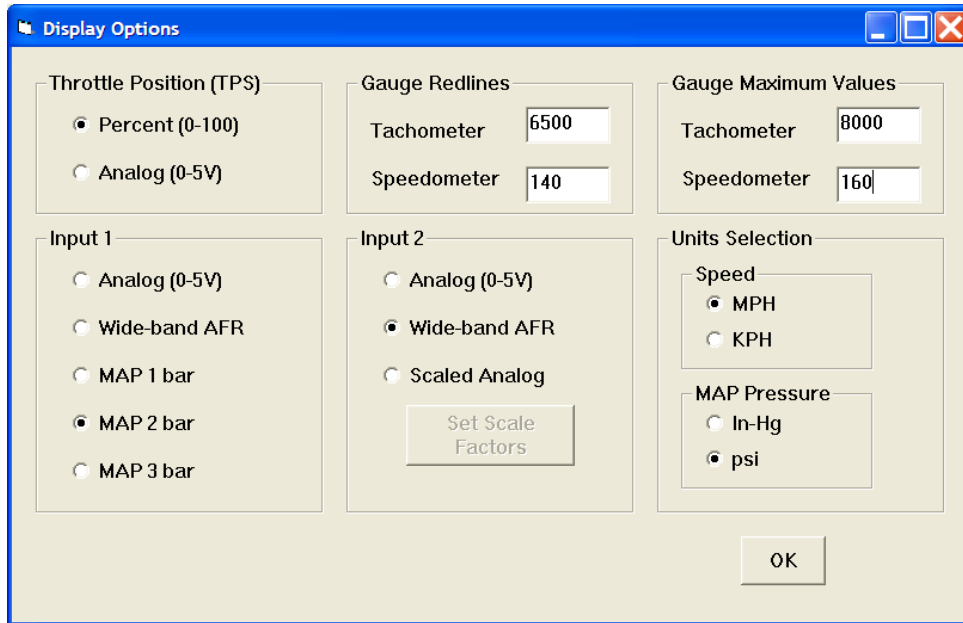 Display Options
Throttle Position (TPS)
Percent (0-100)
Analog (0-5V)
Gauge Redlines
Tachometer 6500
Speedometer 140
Gauge Maximum Values
Tachometer 8000
Speedometer 160
Input 1
Analog (0-5V)
Wide-band AFR
MAP 1 bar
MAP 2 bar
MAP 3 bar
Input 2
Analog (0-5V)
Wide-band AFR
Scaled Analog
Set Scale
Factors
Units Selection
Speed
MPH
KPH
MAP Pressure
In-Hg
psi
OK